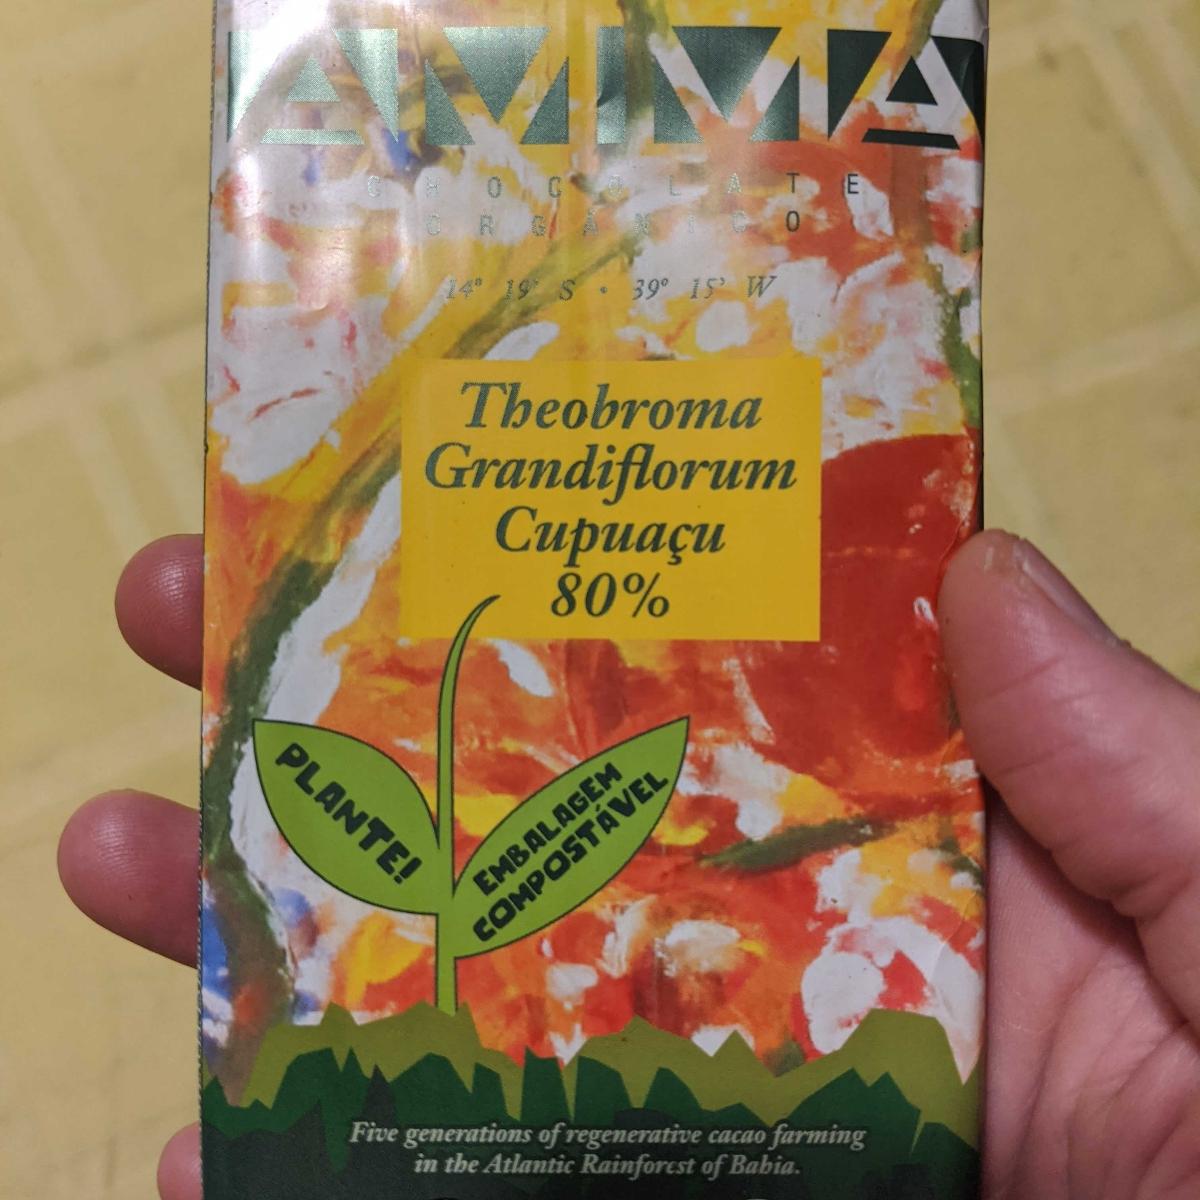 AMMA
CHOCOLATE
ORGÂNICO
14° 19' S • 39° 15' W
Theobroma
Grandiflorum
Cupuaçu
80%
PLANTE!
EMBALAGEM
COMPOSTÁVEL
Five generations of regenerative cacao farming
in the Atlantic Rainforest of Bahia.